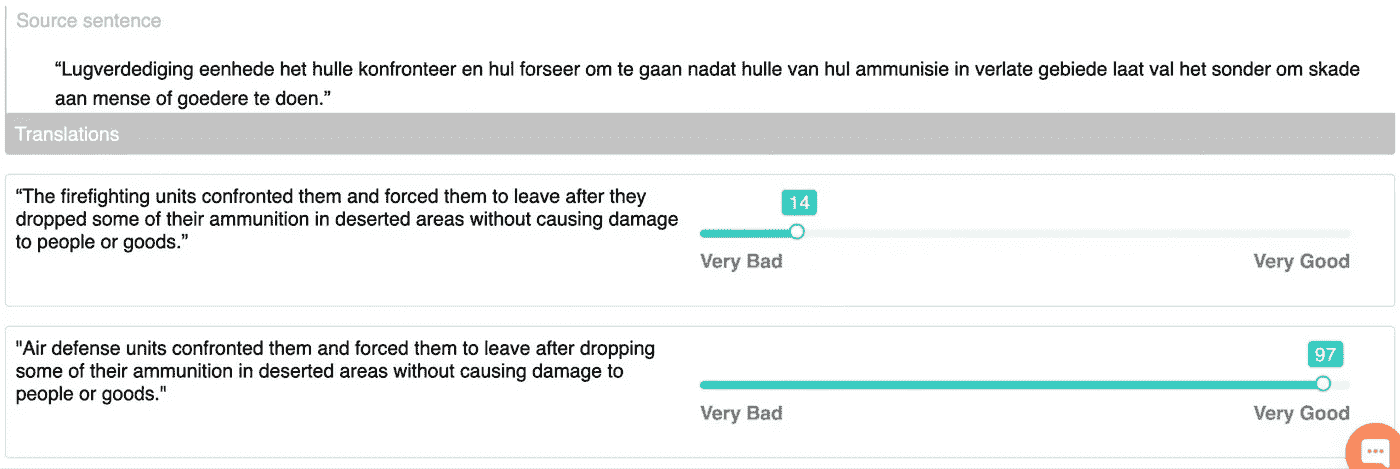 Source sentence
“Lugverdediging eenhede het hulle konfronteer en hul forseer om te gaan nadat hulle van hul ammunisie in verlate gebiede laat val het sonder om skade
aan mense of goedere te doen.”
Translations
“The firefighting units confronted them and forced them to leave after they
dropped some of their ammunition in deserted areas without causing damage
to people or goods.”
14
Very Bad
Very Good
"Air defense units confronted them and forced them to leave after dropping
some of their ammunition in deserted areas without causing damage to
people or goods."
97
Very Bad
Very Good